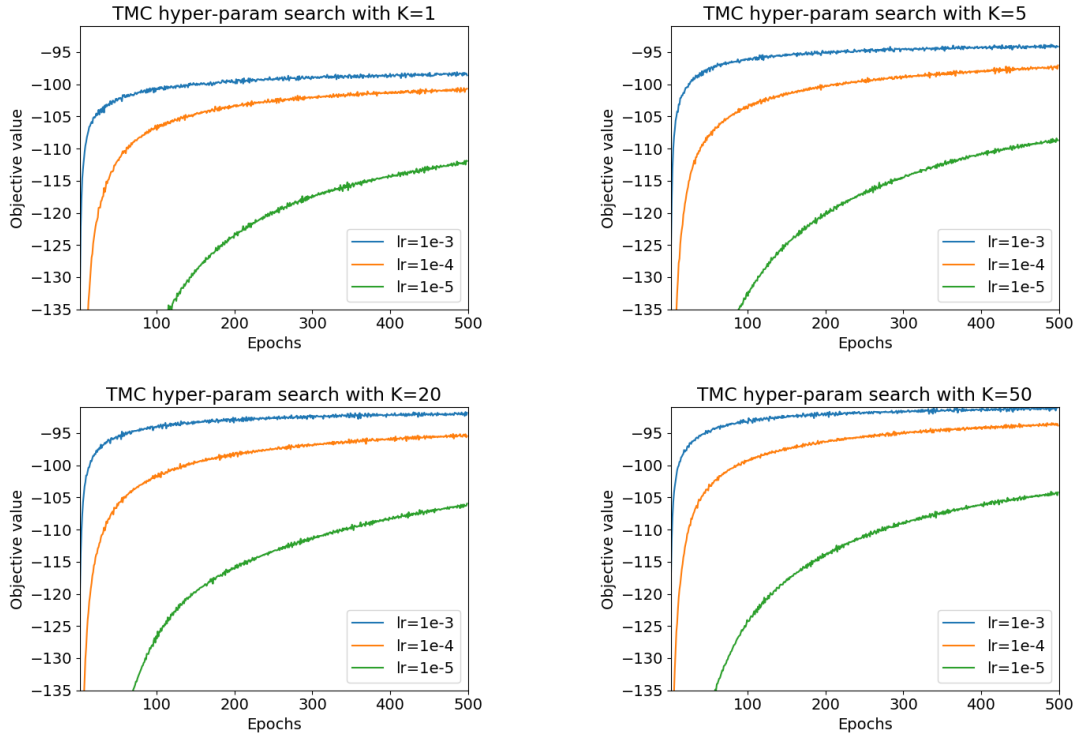 TMC hyper-param search with K=1
−95
−100
−105
−110
−115
−120
−125
−130
−135
Objective value
100
200
300
400
500
Epochs
lr=1e-3
lr=1e-4
lr=1e-5
TMC hyper-param search with K=5
−95
−100
−105
−110
−115
−120
−125
−130
−135
Objective value
100
200
300
400
500
Epochs
lr=1e-3
lr=1e-4
lr=1e-5
TMC hyper-param search with K=20
−95
−100
−105
−110
−115
−120
−125
−130
−135
Objective value
100
200
300
400
500
Epochs
lr=1e-3
lr=1e-4
lr=1e-5
TMC hyper-param search with K=50
−95
−100
−105
−110
−115
−120
−125
−130
−135
Objective value
100
200
300
400
500
Epochs
lr=1e-3
lr=1e-4
lr=1e-5